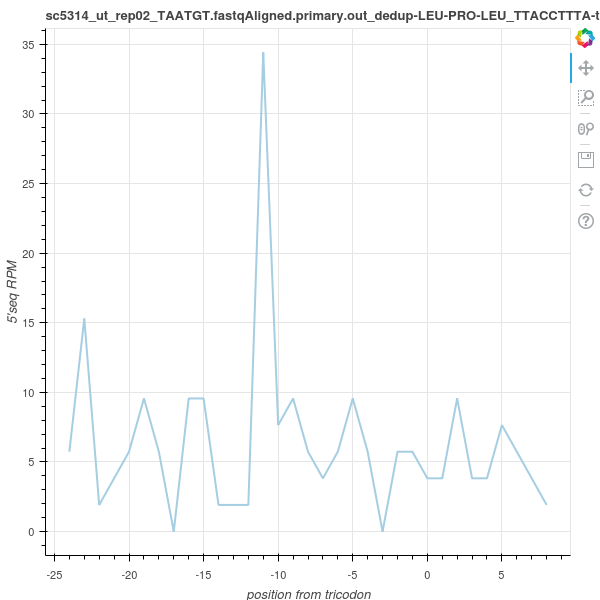 sc5314_ut_rep02_TAATGT.fastqAligned.primary.out_dedup-LEU-PRO-LEU_TTACCTTTA-t
35
30
25
20
15
10
5
0
5'seq RPM
-25 -20 -15 -10 -5 0 5
position from tricodon